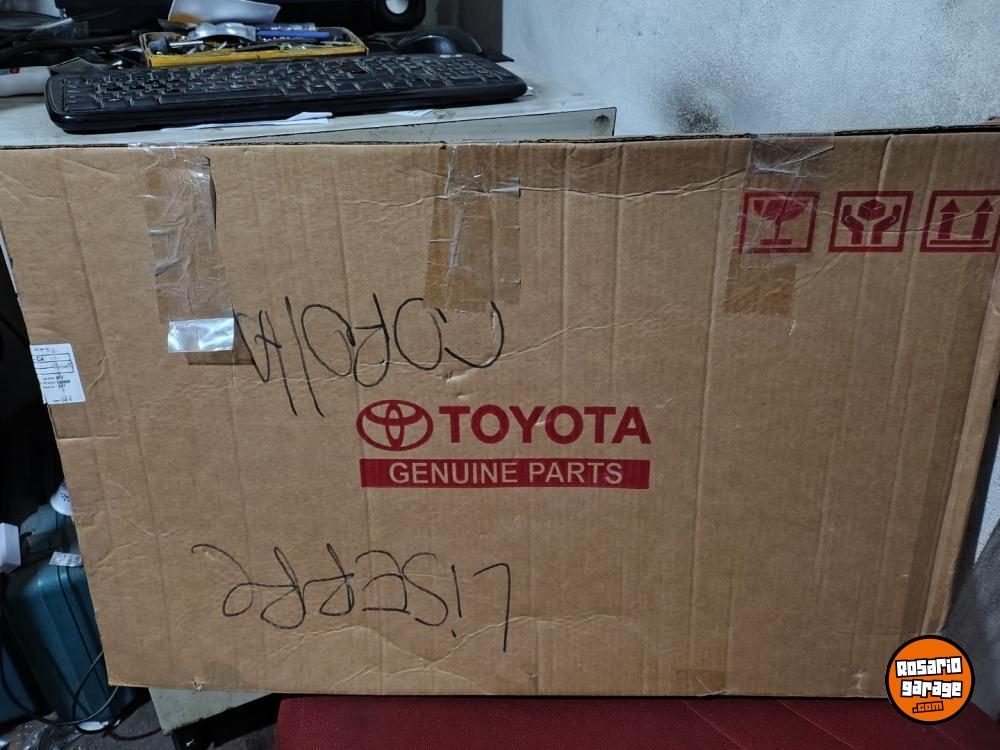 COROllA
TOYOTA
GENUINE PARTS
ROSARIO
GARAGE
.com